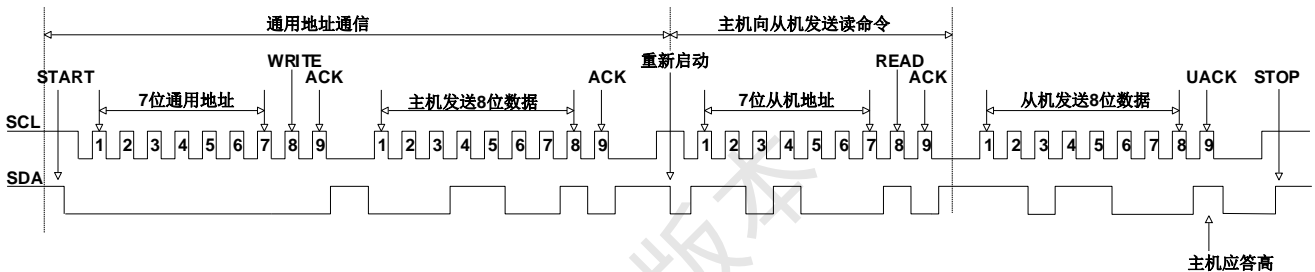 通用地址通信 主机向从机发送读命令
WRITE 重新启动 READ
START ACK ACK ACK UACK STOP
7位通用地址 主机发送8位数据 7位从机地址 从机发送8位数据
SCL 1 2 3 4 5 6 7 8 9 1 2 3 4 5 6 7 8 9 1 2 3 4 5 6 7 8 9 1 2 3 4 5 6 7 8 9
SDA
版本
主机应答高